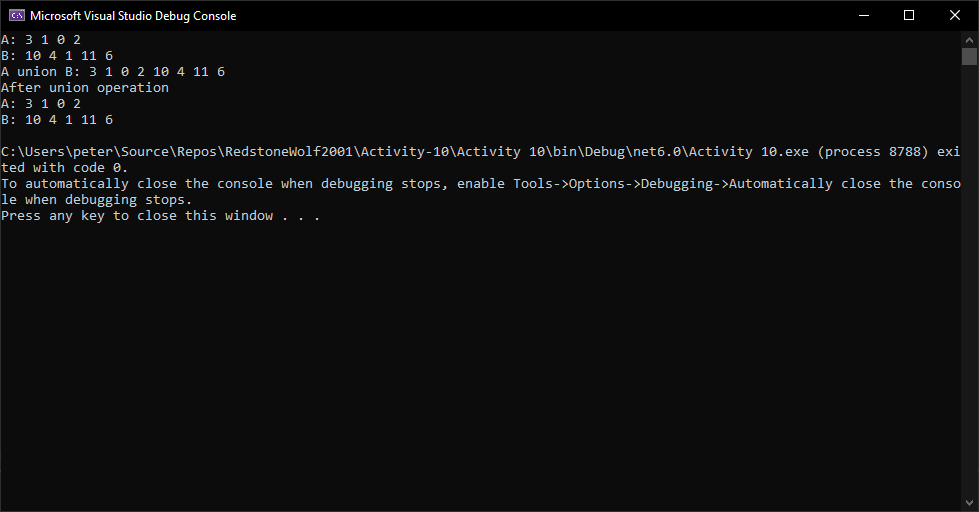 Microsoft Visual Studio Debug Console
A: 3 1 0 2
B: 10 4 1 11 6
A union B: 3 1 0 2 10 4 11 6
After union operation
A: 3 1 0 2
B: 10 4 1 11 6
C:\Users\peter\Source\Repos\RedstoneWolf2001\Activity-10\Activity 10\bin\Debug\net6.0\Activity 10.exe (process 8788) exi
ted with code 0.
To automatically close the console when debugging stops, enable Tools->Options->Debugging->Automatically close the conso
le when debugging stops.
Press any key to close this window . . .